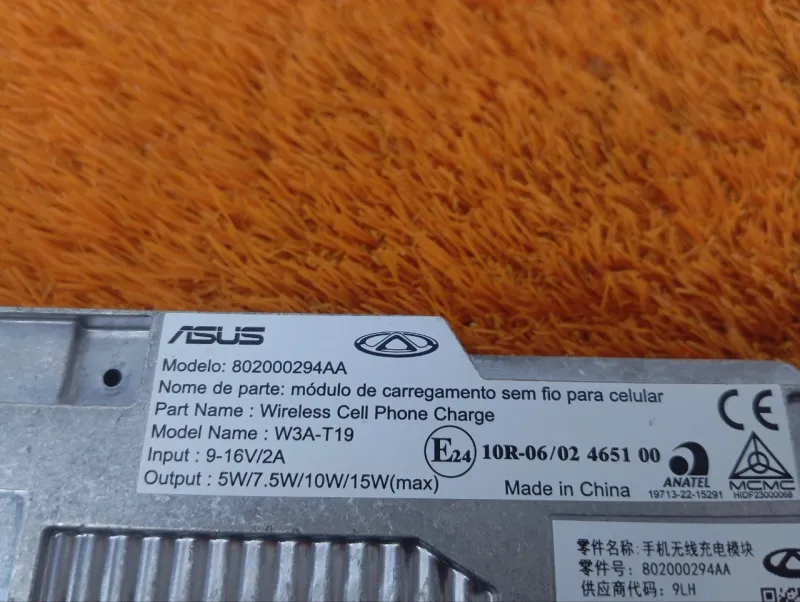 ASUS
Modelo: 802000294AA
Nome de parte: módulo de carregamento sem fio para celular
Part Name : Wireless Cell Phone Charge
Model Name : W3A-T19
Input : 9-16V/2A
Output : 5W/7.5W/10W/15W(max)
E24
10R-06/02 4651 00
Made in China
CE
ANATEL
19713-22-15291
MCMC
HIDF23000068
零件名称:手机无线充电模块
零件号: 802000294AA
供应商代码: 9LH